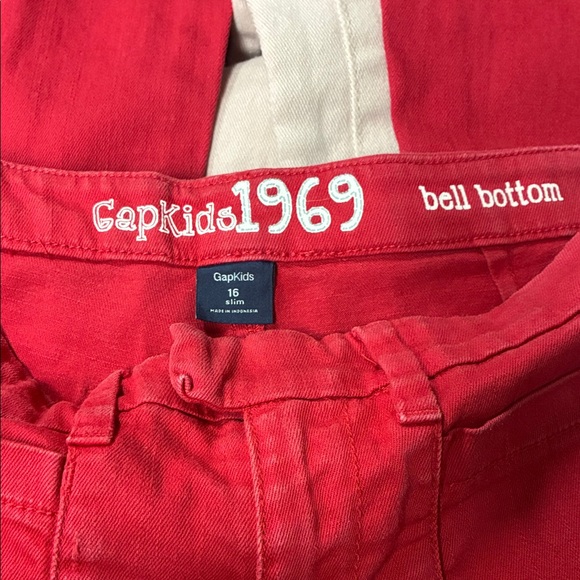 GapKids1969 bell bottom
GapKids
16
slim
MADE IN INDONESIA